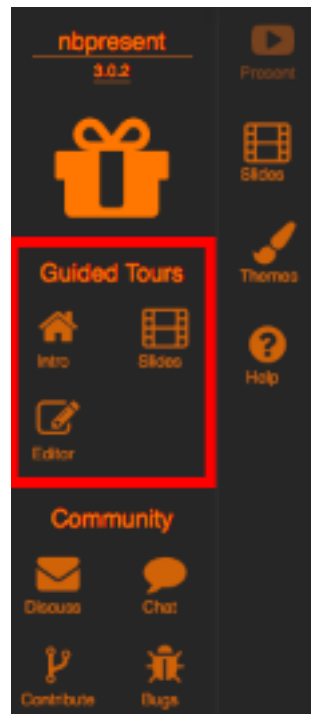 nbpresent
3.0.2
Guided Tours
Intro
Slides
Editor
Community
Discuss
Chat
Contribute
Bugs
Present
Slides
Themes
Help